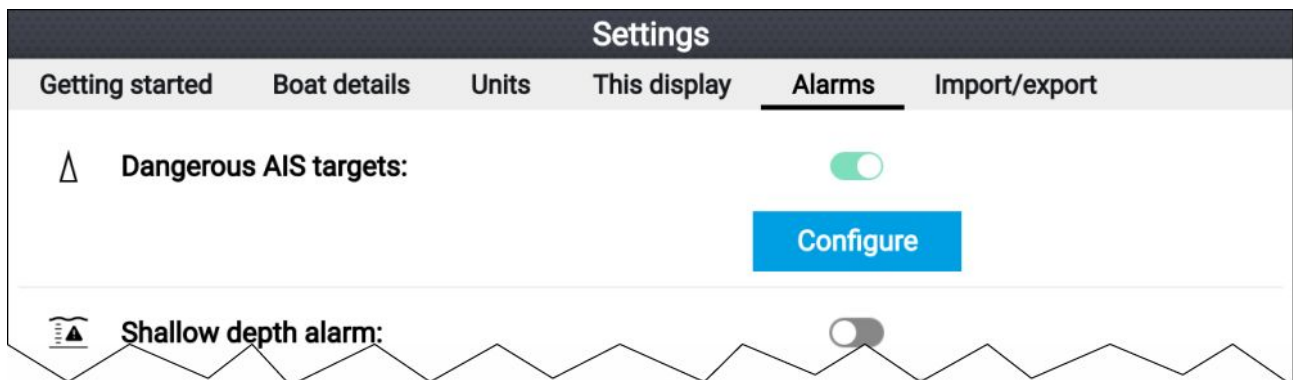 Settings
Getting started Boat details Units This display Alarms Import/export
Dangerous AIS targets:
Configure
Shallow depth alarm: